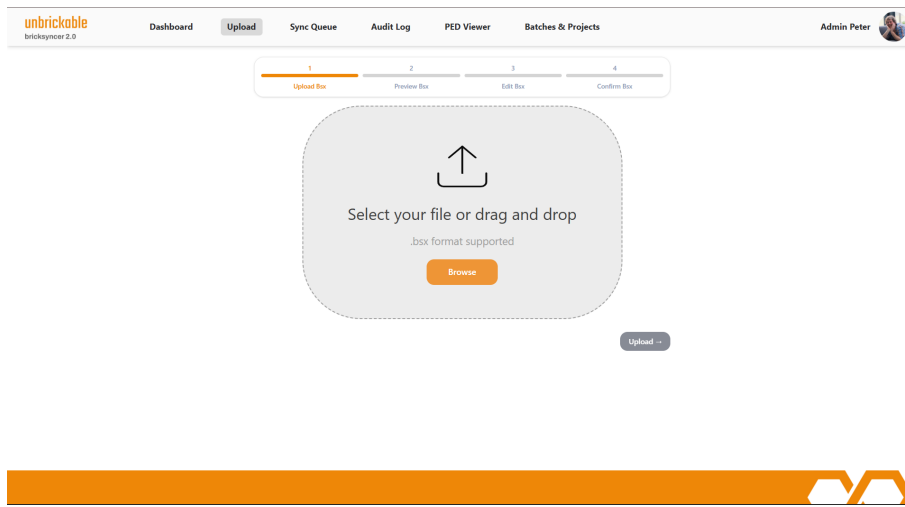 unbrickable
bricksyncer 2.0
Dashboard
Upload
Sync Queue
Audit Log
PED Viewer
Batches & Projects
Admin Peter
1
2
3
4
Upload Bsx
Preview Bsx
Edit Bsx
Confirm Bsx
Select your file or drag and drop
.bsx format supported
Browse
Upload →